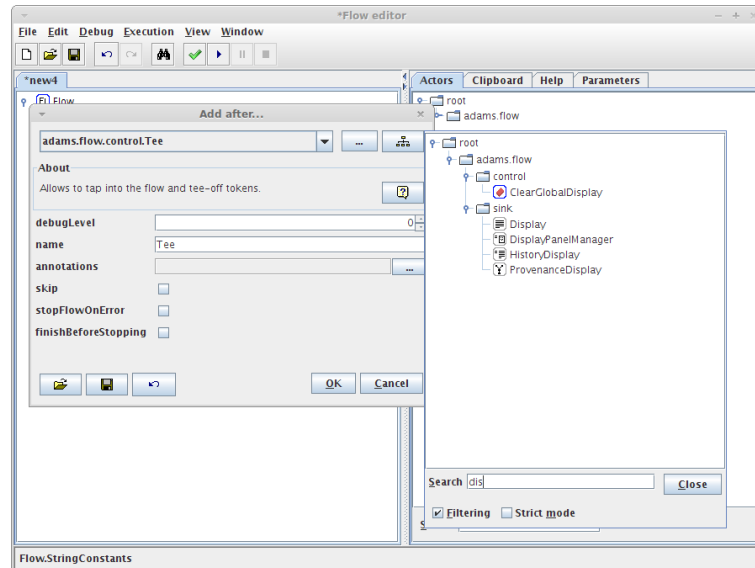 *Flow editor
File Edit Debug Execution View Window
*new4
Flow
Actors Clipboard Help Parameters
root
adams.flow
Add after...
adams.flow.control.Tee
...
About
Allows to tap into the flow and tee-off tokens.
debugLevel 0
name Tee
annotations ...
skip
stopFlowOnError
finishBeforeStopping
OK Cancel
root
adams.flow
control
ClearGlobalDisplay
sink
Display
DisplayPanelManager
HistoryDisplay
ProvenanceDisplay
Search dis Close
Filtering Strict mode
Flow.StringConstants